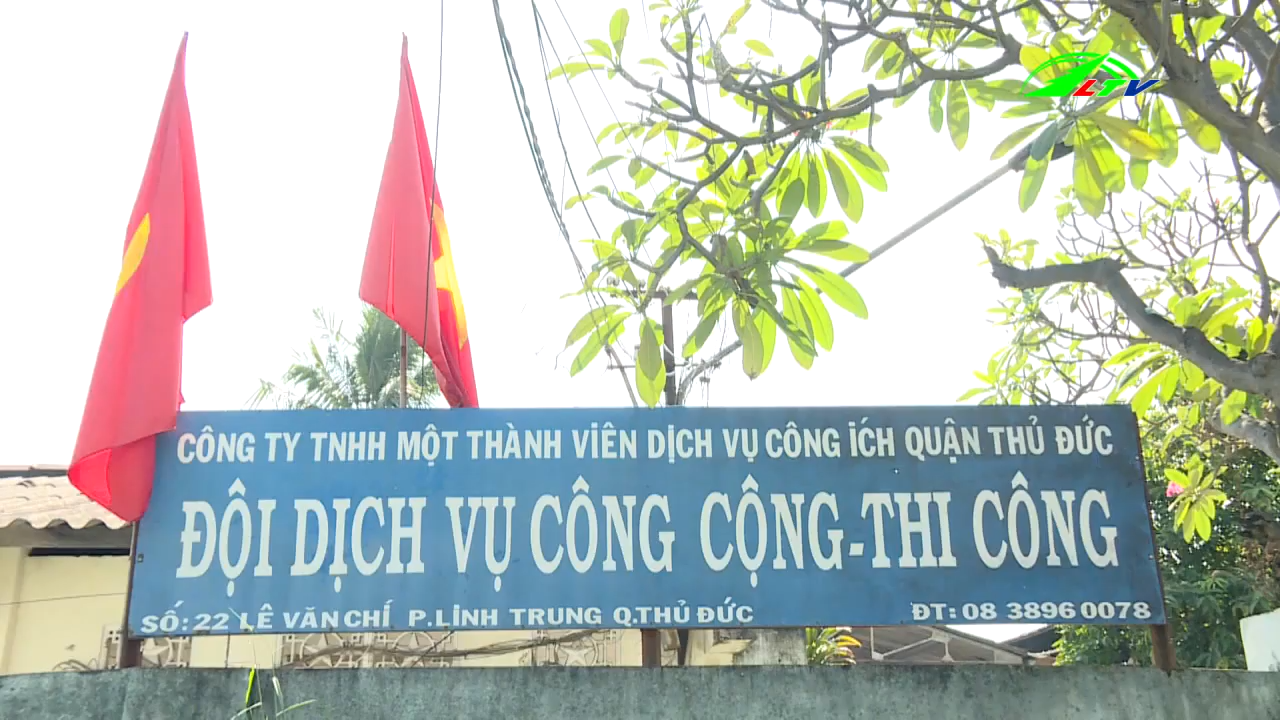 LTV
CÔNG TY TNHH MỘT THÀNH VIÊN DỊCH VỤ CÔNG ÍCH QUẬN THỦ ĐỨC
ĐỘI DỊCH VỤ CÔNG CỘNG-THI CÔNG
SỐ: 22 LÊ VĂN CHÍ P.LINH TRUNG Q.THỦ ĐỨC ĐT: 08 3896 0078